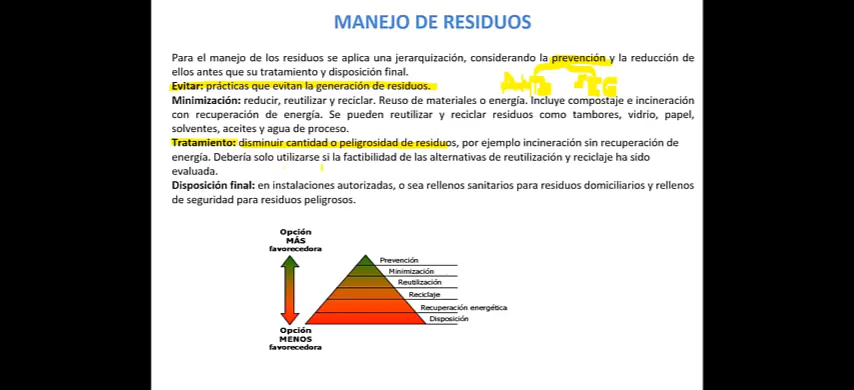 MANEJO DE RESIDUOS
Para el manejo de los residuos se aplica una jerarquización, considerando la prevención y la reducción de
ellos antes que su tratamiento y disposición final.
Evitar: prácticas que evitan la generación de residuos.
Minimización: reducir, reutilizar y reciclar. Reuso de materiales o energía. Incluye compostaje e incineración
con recuperación de energía. Se pueden reutilizar y reciclar residuos como tambores, vidrio, papel,
solventes, aceites y agua de proceso.
Tratamiento: disminuir cantidad o peligrosidad de residuos, por ejemplo incineración sin recuperación de
energía. Debería solo utilizarse si la factibilidad de las alternativas de reutilización y reciclaje ha sido
evaluada.
Disposición final: en instalaciones autorizadas, o sea rellenos sanitarios para residuos domiciliarios y rellenos
de seguridad para residuos peligrosos.
Opción
MÁS
favorecedora
Prevención
Minimización
Reutilización
Reciclaje
Recuperación energética
Disposición
Opción
MENOS
favorecedora